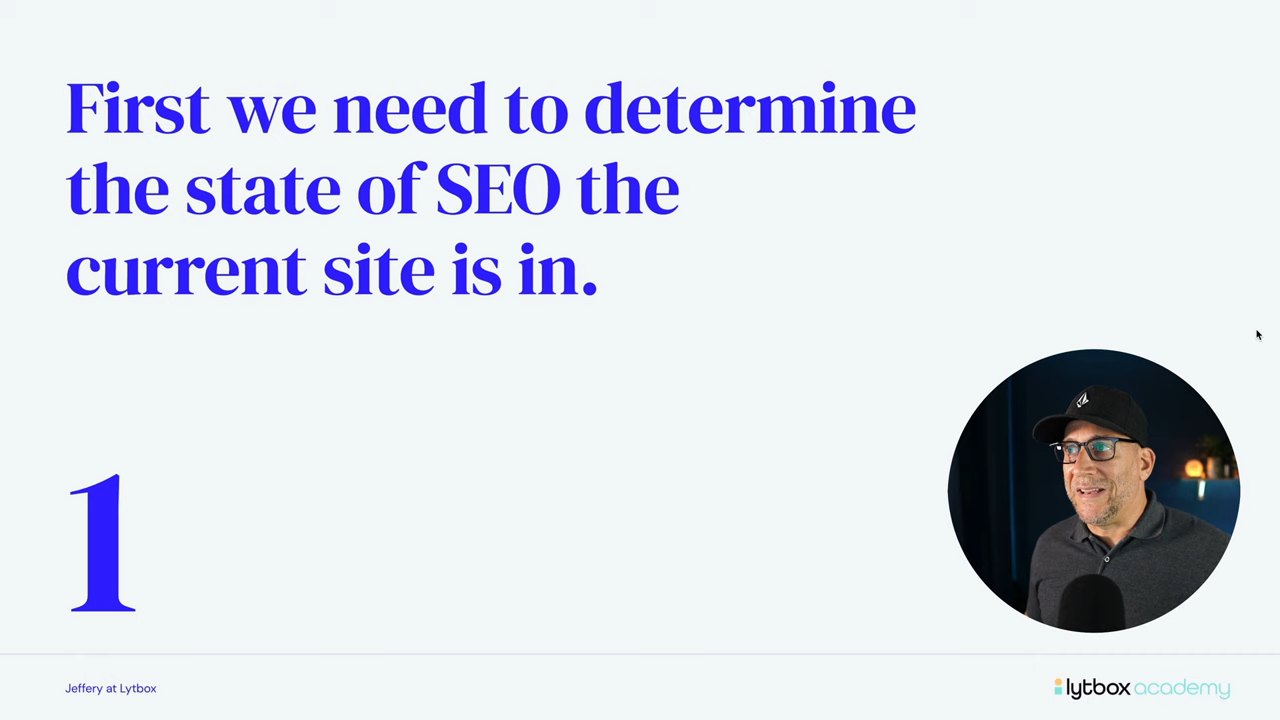 First we need to determine
the state of SEO the
current site is in.
1
Jeffery at Lytbox
lytbox academy